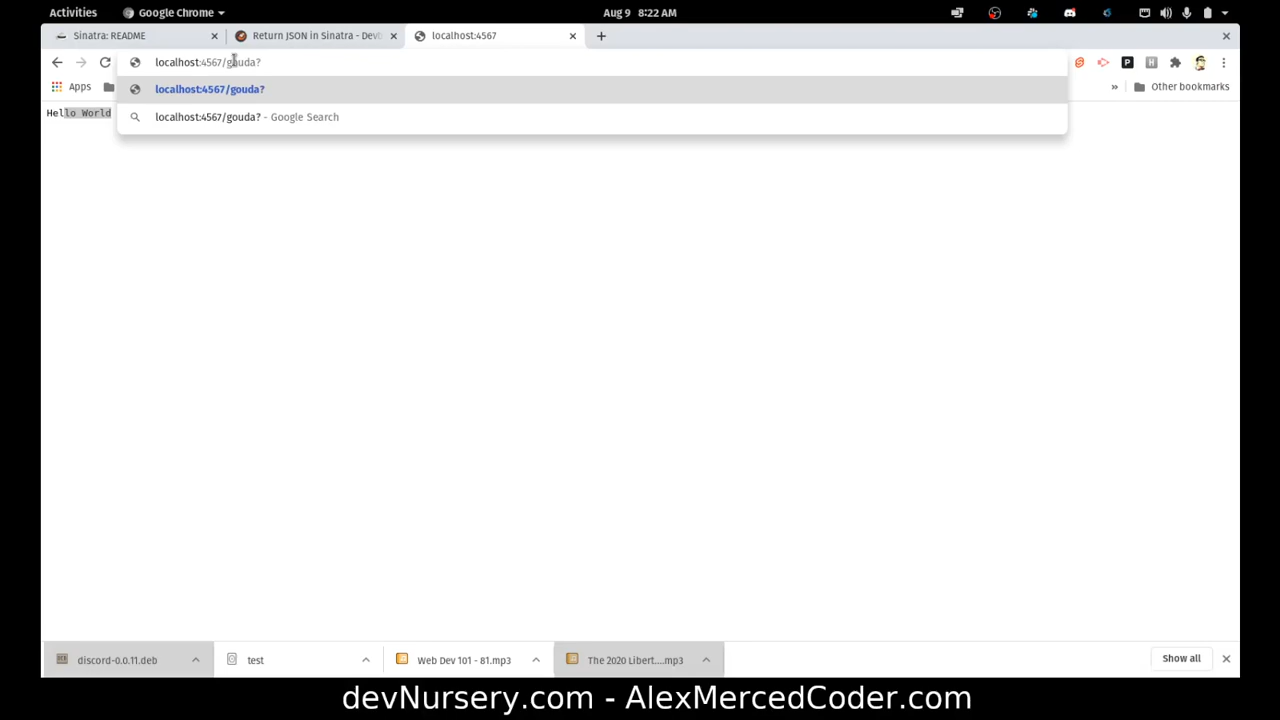 Activities
Google Chrome
Aug 9 8:22 AM
Sinatra: README
Return JSON in Sinatra - Dev
localhost:4567
localhost:4567/gouda?
P
H
localhost:4567/gouda?
Apps
Other bookmarks
localhost:4567/gouda? - Google Search
Hello World
discord-0.0.11.deb
test
Web Dev 101 - 81.mp3
The 2020 Libert....mp3
Show all
devNursery.com - AlexMercedCoder.com